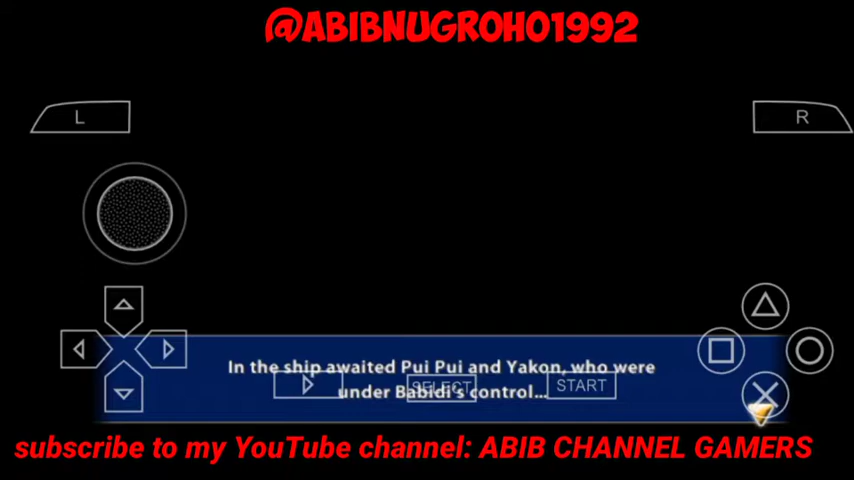 @ABIBNUGROHO1992
L
R
In the ship awaited Pui Pui and Yakon, who were
under Babidi's control...
SELECT
START
subscribe to my YouTube channel: ABIB CHANNEL GAMERS